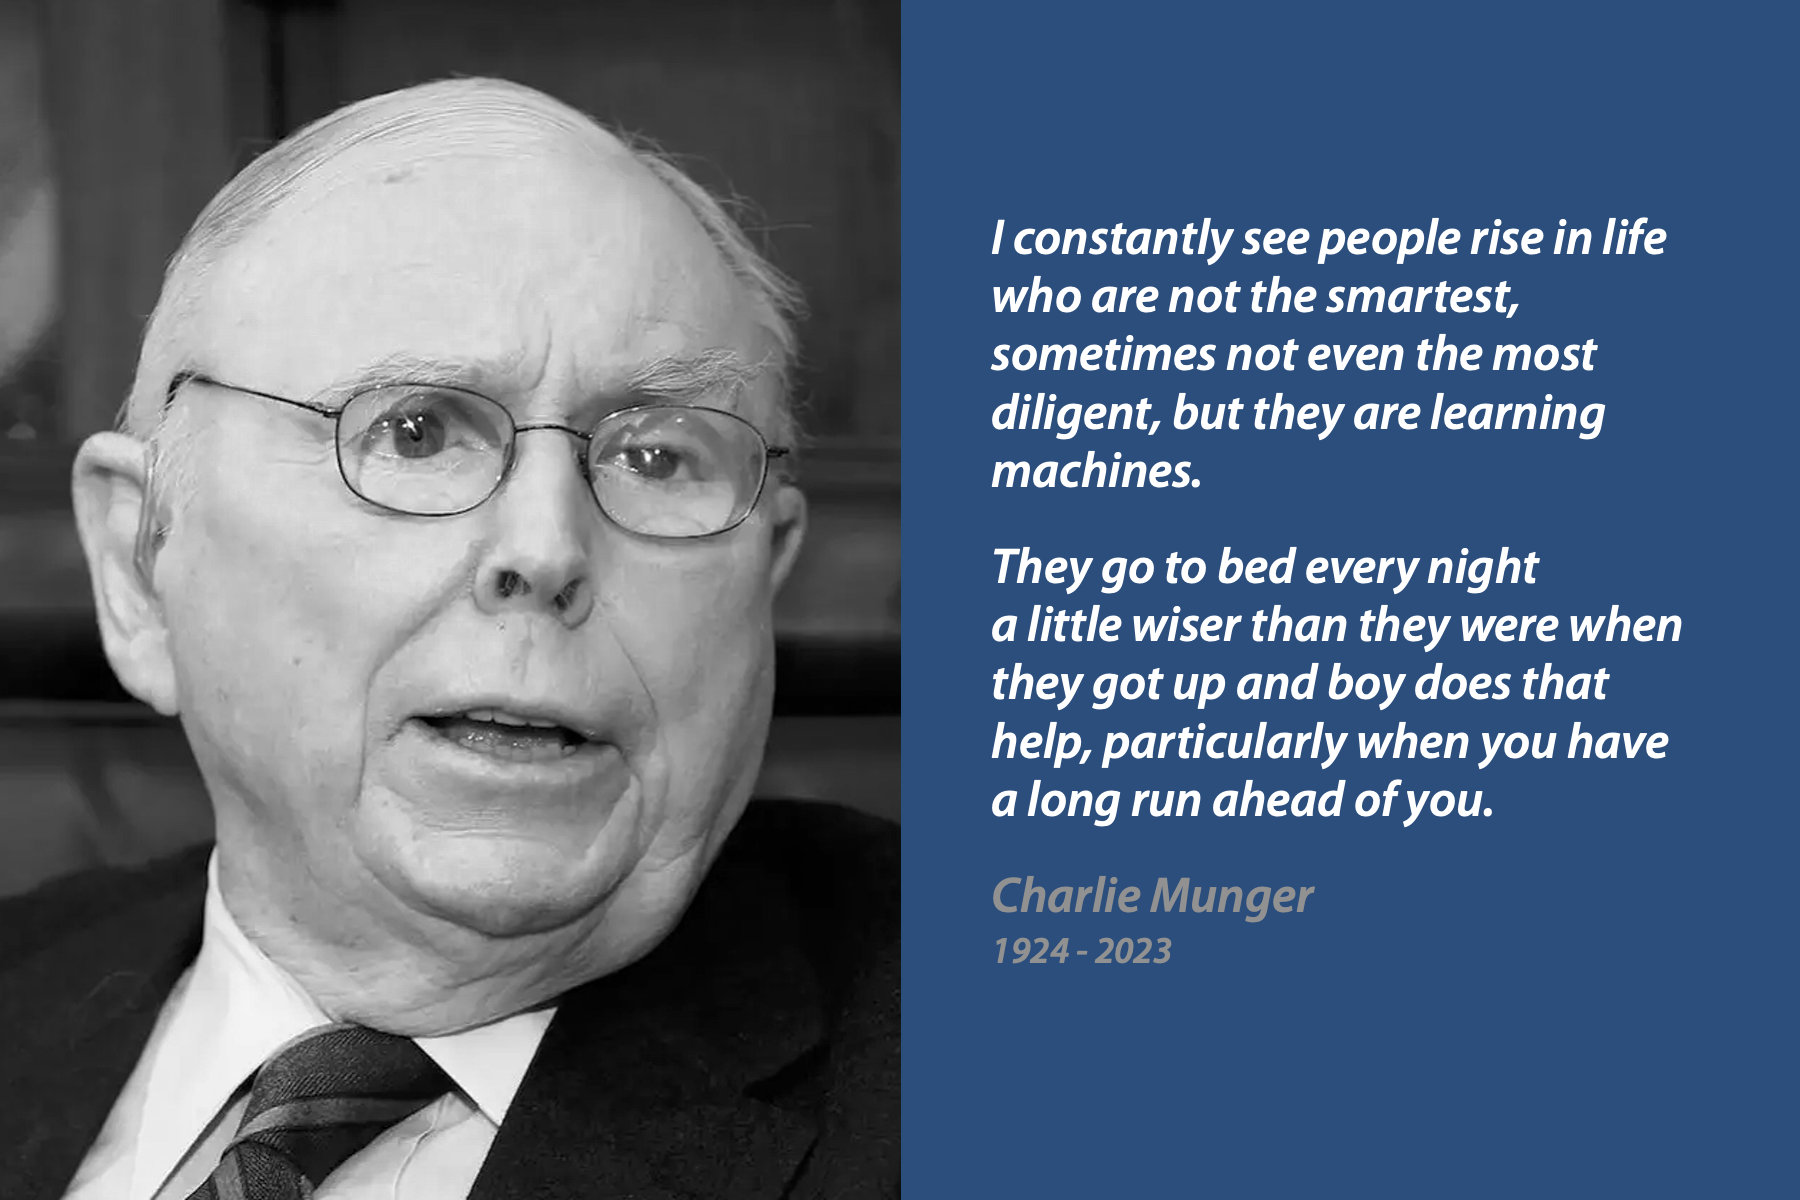 I constantly see people rise in life
who are not the smartest,
sometimes not even the most
diligent, but they are learning
machines.
They go to bed every night
a little wiser than they were when
they got up and boy does that
help, particularly when you have
a long run ahead of you.
Charlie Munger
1924 - 2023